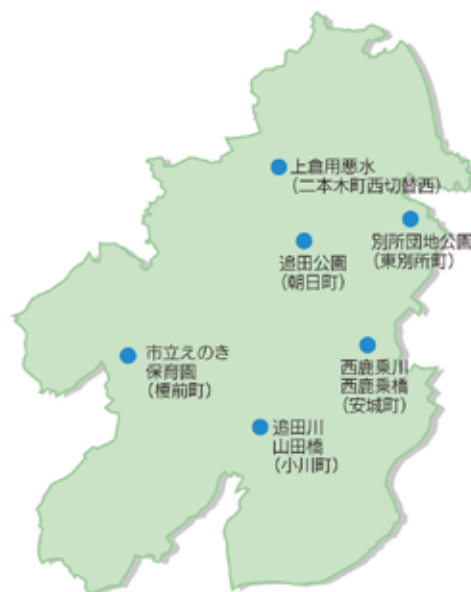 上倉用悪水
(二本木町西切替西)
別所団地公園
(東別所町)
追田公園
(朝日町)
市立えのき
保育園
(榎前町)
西鹿乗川
西鹿乗橋
(安城町)
追田川
山田橋
(小川町)